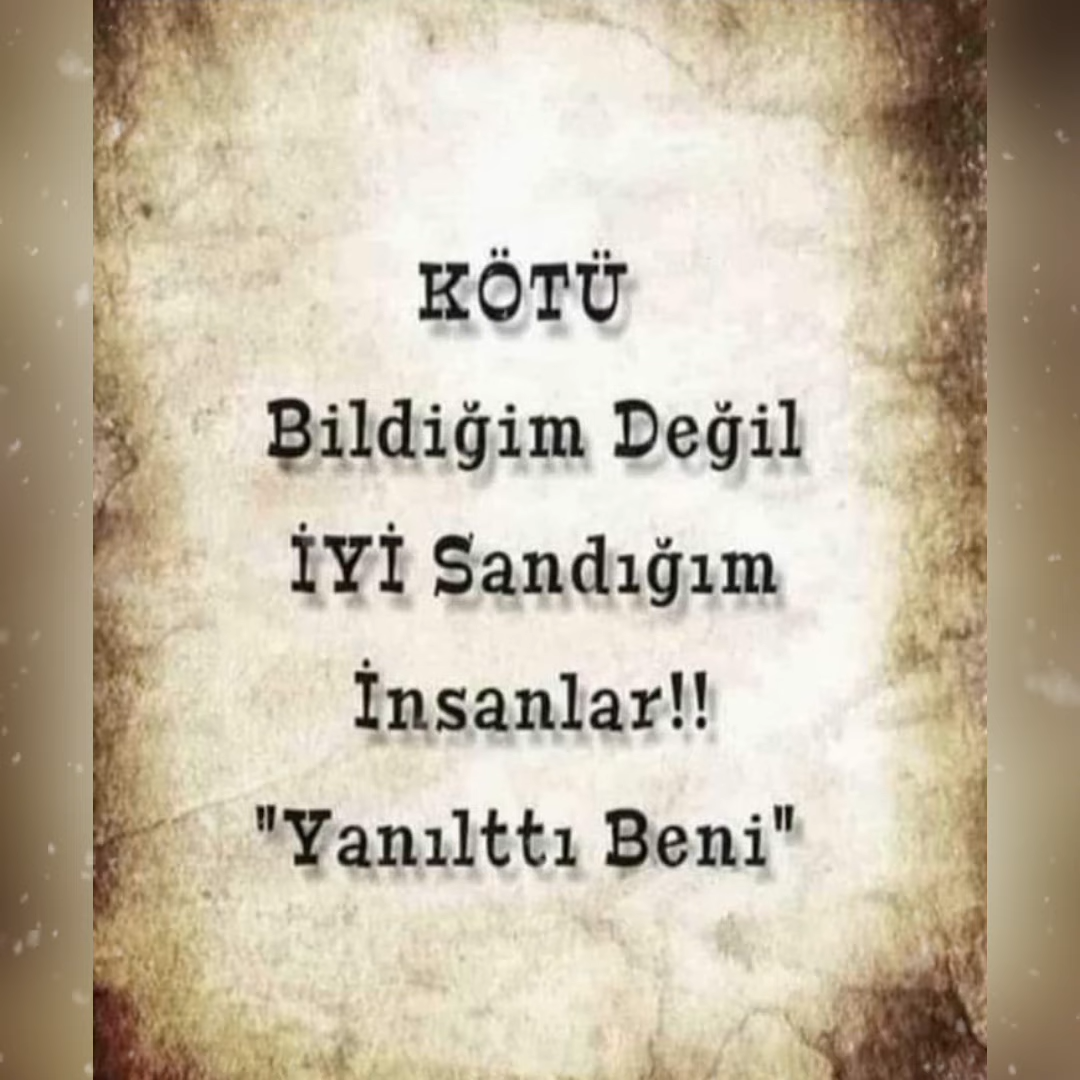 KÖTÜ
Bildiğim Değil
İYİ Sandığım
İnsanlar!!
"Yanılttı Beni"